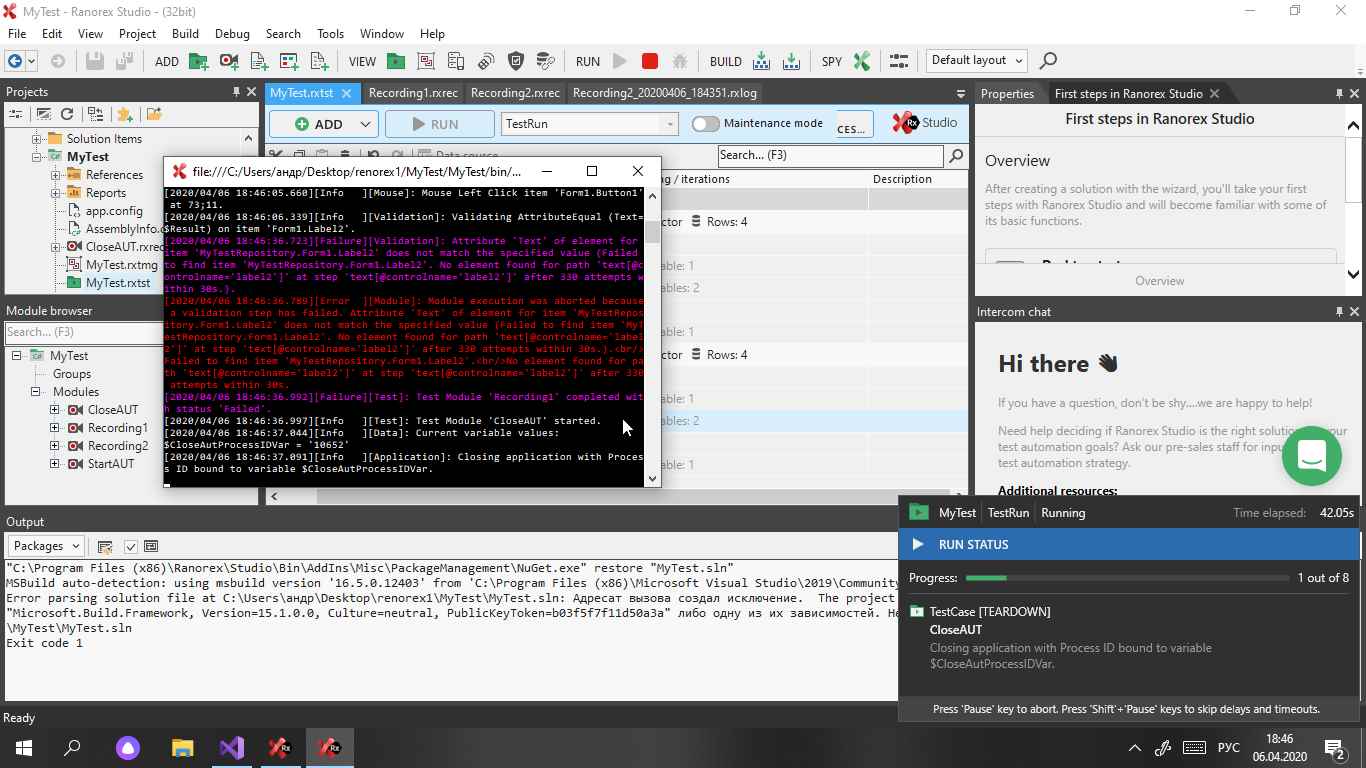 MyTest - Ranorex Studio - (32bit)
File Edit View Project Build Debug Search Tools Window Help
ADD VIEW RUN BUILD SPY Default layout
Projects
Solution Items
MyTest
References
Reports
app.config
AssemblyInfo.
CloseAUT.rxrec
MyTest.rxtmg
MyTest.rxtst
Module browser
Search... (F3)
MyTest
Groups
Modules
CloseAUT
Recording1
Recording2
StartAUT
MyTest.rxtst Recording1.rxrec Recording2.rxrec Recording2_20200406_184351.rxlog
ADD RUN TestRun Maintenance mode CES... Rx Studio
Data source Search... (F3)
g / iterations Description
ctor Rows: 4
able: 1
ables: 2
able: 1
ctor Rows: 4
able: 1
ables: 2
able: 1
file:///C:/Users/андр/Desktop/renorex1/MyTest/MyTest/bin/...
[2020/04/06 18:46:05.660][Info ][Mouse]: Mouse Left Click item 'Form1.Button1'
at 73;11.
[2020/04/06 18:46:06.339][Info ][Validation]: Validating AttributeEqual (Text=
$Result) on item 'Form1.Label2'.
[2020/04/06 18:46:36.723][Failure][Validation]: Attribute 'Text' of element for
item 'MyTestRepository.Form1.Label2' does not match the specified value (Failed
to find item 'MyTestRepository.Form1.Label2'. No element found for path 'text[@c
ontrolname='label2']' at step 'text[@controlname='label2']' after 330 attempts w
ithin 30s.).
[2020/04/06 18:46:36.789][Error ][Module]: Module execution was aborted because
a validation step has failed. Attribute 'Text' of element for item 'MyTestRepos
itory.Form1.Label2' does not match the specified value (Failed to find item 'MyT
estRepository.Form1.Label2'. No element found for path 'text[@controlname='label
2']' at step 'text[@controlname='label2']' after 330 attempts within 30s.).<br/>
Failed to find item 'MyTestRepository.Form1.Label2'.<br/>No element found for pa
th 'text[@controlname='label2']' at step 'text[@controlname='label2']' after 330
attempts within 30s.
[2020/04/06 18:46:36.992][Failure][Test]: Test Module 'Recording1' completed wit
h status 'Failed'.
[2020/04/06 18:46:36.997][Info ][Test]: Test Module 'CloseAUT' started.
[2020/04/06 18:46:37.044][Info ][Data]: Current variable values:
$CloseAutProcessIDVar = '10652'
[2020/04/06 18:46:37.091][Info ][Application]: Closing application with Proces
s ID bound to variable $CloseAutProcessIDVar.
Properties First steps in Ranorex Studio
First steps in Ranorex Studio
Overview
After creating a solution with the wizard, you'll take your first
steps with Ranorex Studio and will become familiar with some of
its basic functions.
Overview
Intercom chat
Hi there
If you have a question, don't be shy....we are happy to help!
Need help deciding if Ranorex Studio is the right solution your
test automation goals? Ask our pre-sales staff for inpu
test automation strategy.
Additional resources:
Output
Packages
"C:\Program Files (x86)\Ranorex\Studio\Bin\AddIns\Misc\PackageManagement\NuGet.exe" restore "MyTest.sln"
MSBuild auto-detection: using msbuild version '16.5.0.12403' from 'C:\Program Files (x86)\Microsoft Visual Studio\2019\Community
Error parsing solution file at C:\Users\андр\Desktop\renorex1\MyTest\MyTest.sln: Адресат вызова создал исключение. The project
"Microsoft.Build.Framework, Version=15.1.0.0, Culture=neutral, PublicKeyToken=b03f5f7f11d50a3a" либо одну из их зависимостей. Не
\MyTest\MyTest.sln
Exit code 1
MyTest TestRun Running Time elapsed: 42.05s
RUN STATUS
Progress: 1 out of 8
TestCase [TEARDOWN]
CloseAUT
Closing application with Process ID bound to variable
$CloseAutProcessIDVar.
Press 'Pause' key to abort. Press 'Shift'+'Pause' keys to skip delays and timeouts.
Ready
РУС
18:46
06.04.2020
2